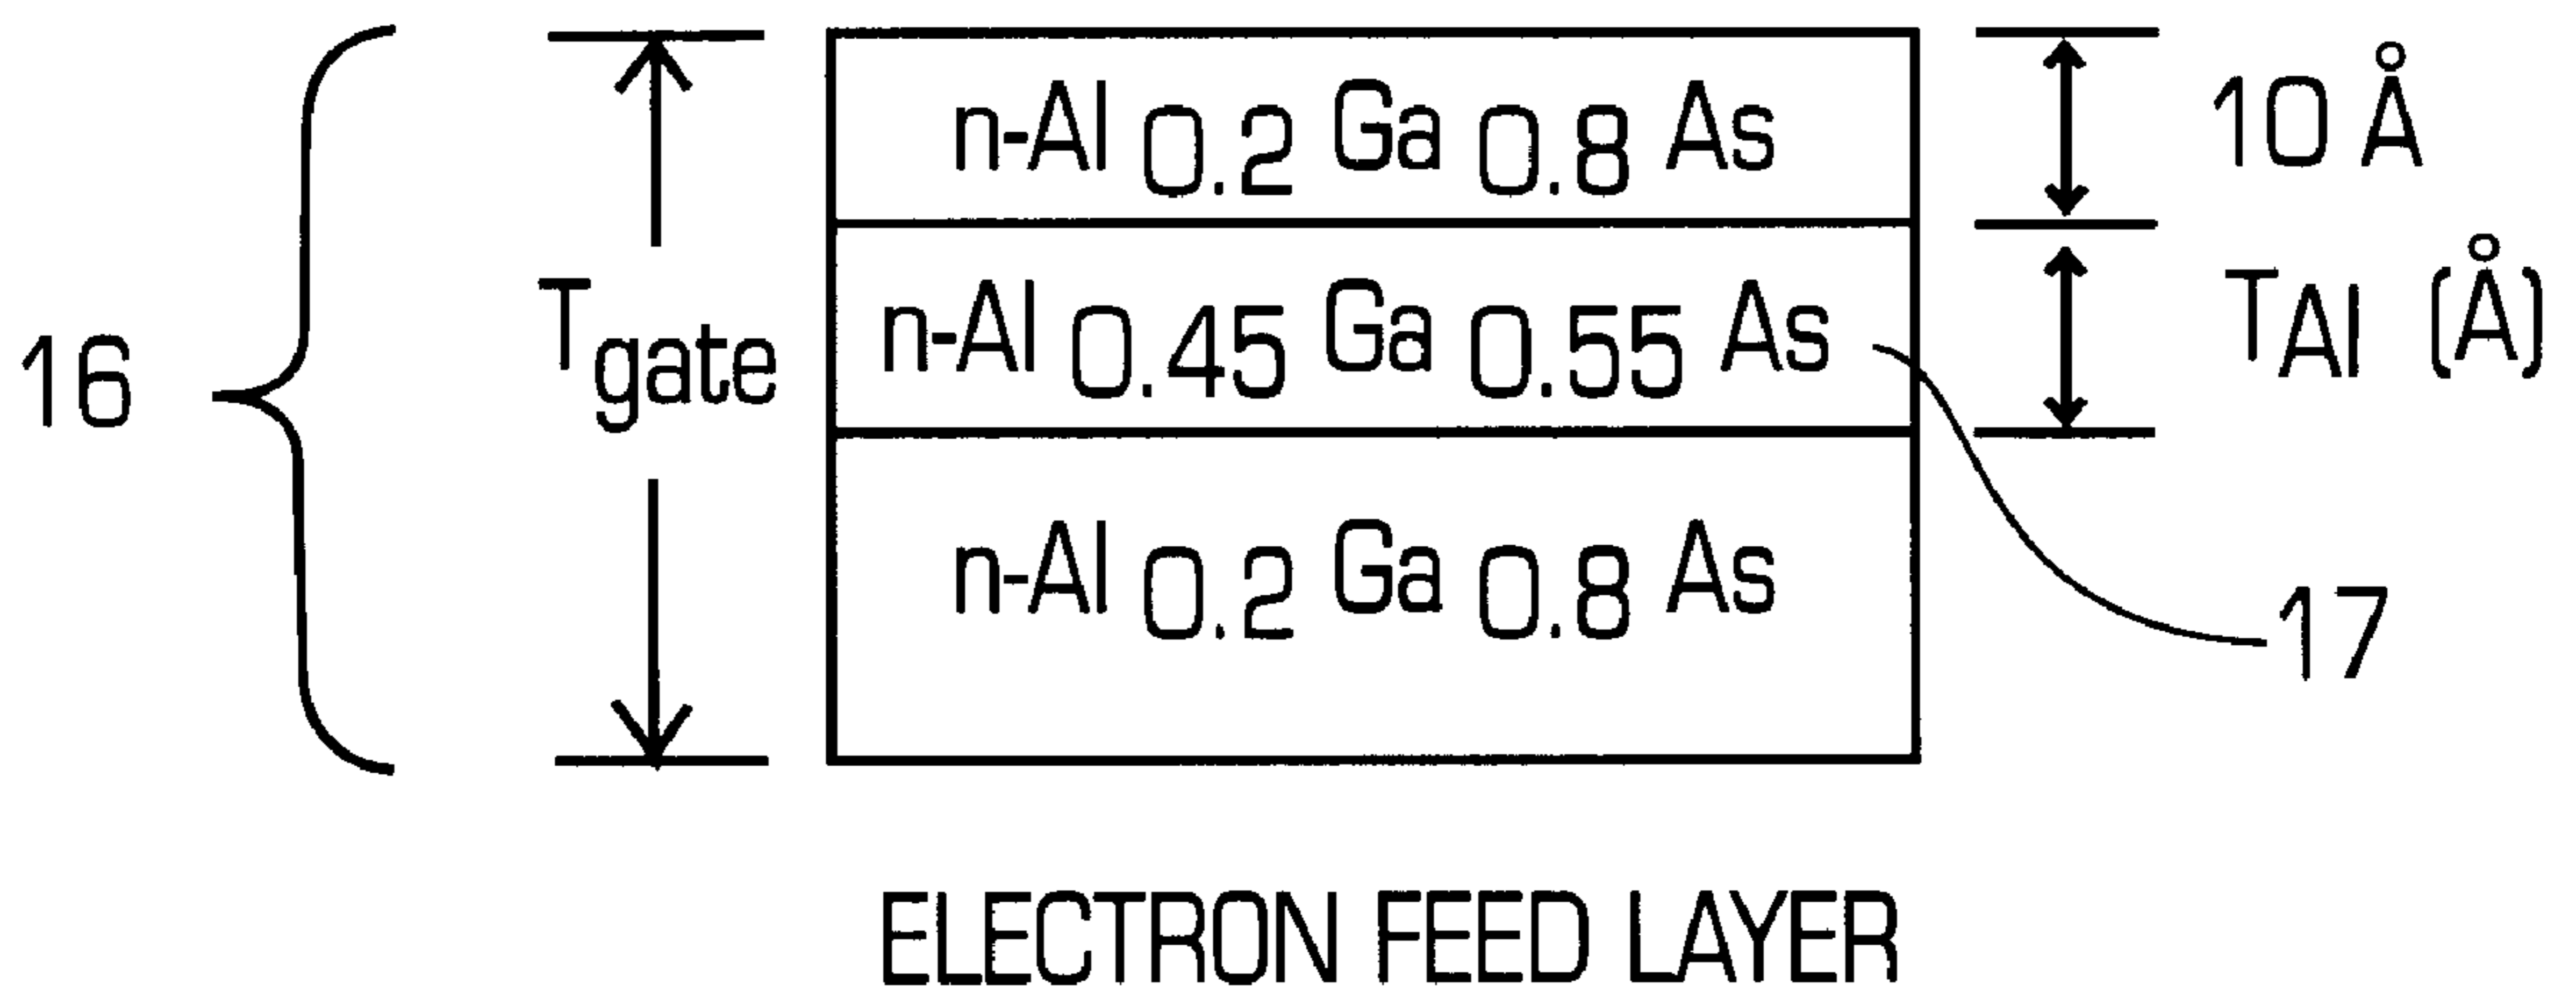 n-Al 0.2 Ga 0.8 As
10 Å
16
Tgate
n-Al 0.45 Ga 0.55 As
TAl (Å)
n-Al 0.2 Ga 0.8 As
17
ELECTRON FEED LAYER